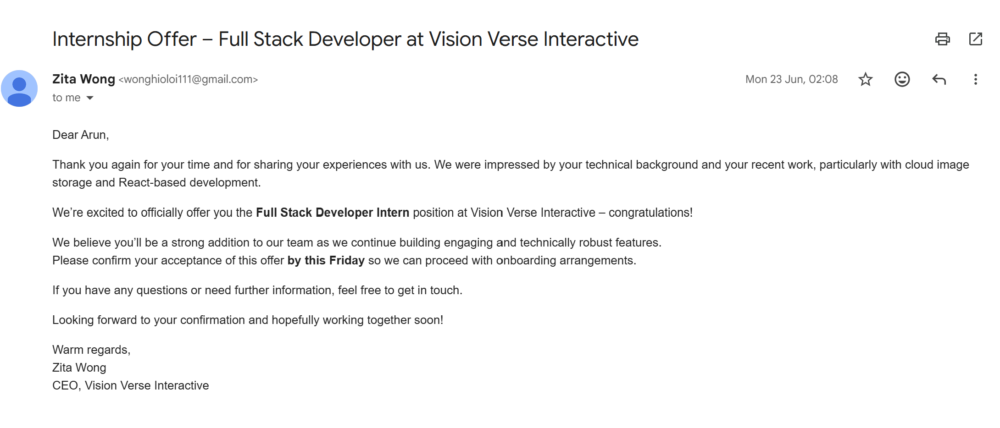 Internship Offer – Full Stack Developer at Vision Verse Interactive
Zita Wong <wonghioloi111@gmail.com>
Mon 23 Jun, 02:08
to me
Dear Arun,
Thank you again for your time and for sharing your experiences with us. We were impressed by your technical background and your recent work, particularly with cloud image
storage and React-based development.
We’re excited to officially offer you the Full Stack Developer Intern position at Vision Verse Interactive – congratulations!
We believe you’ll be a strong addition to our team as we continue building engaging and technically robust features.
Please confirm your acceptance of this offer by this Friday so we can proceed with onboarding arrangements.
If you have any questions or need further information, feel free to get in touch.
Looking forward to your confirmation and hopefully working together soon!
Warm regards,
Zita Wong
CEO, Vision Verse Interactive